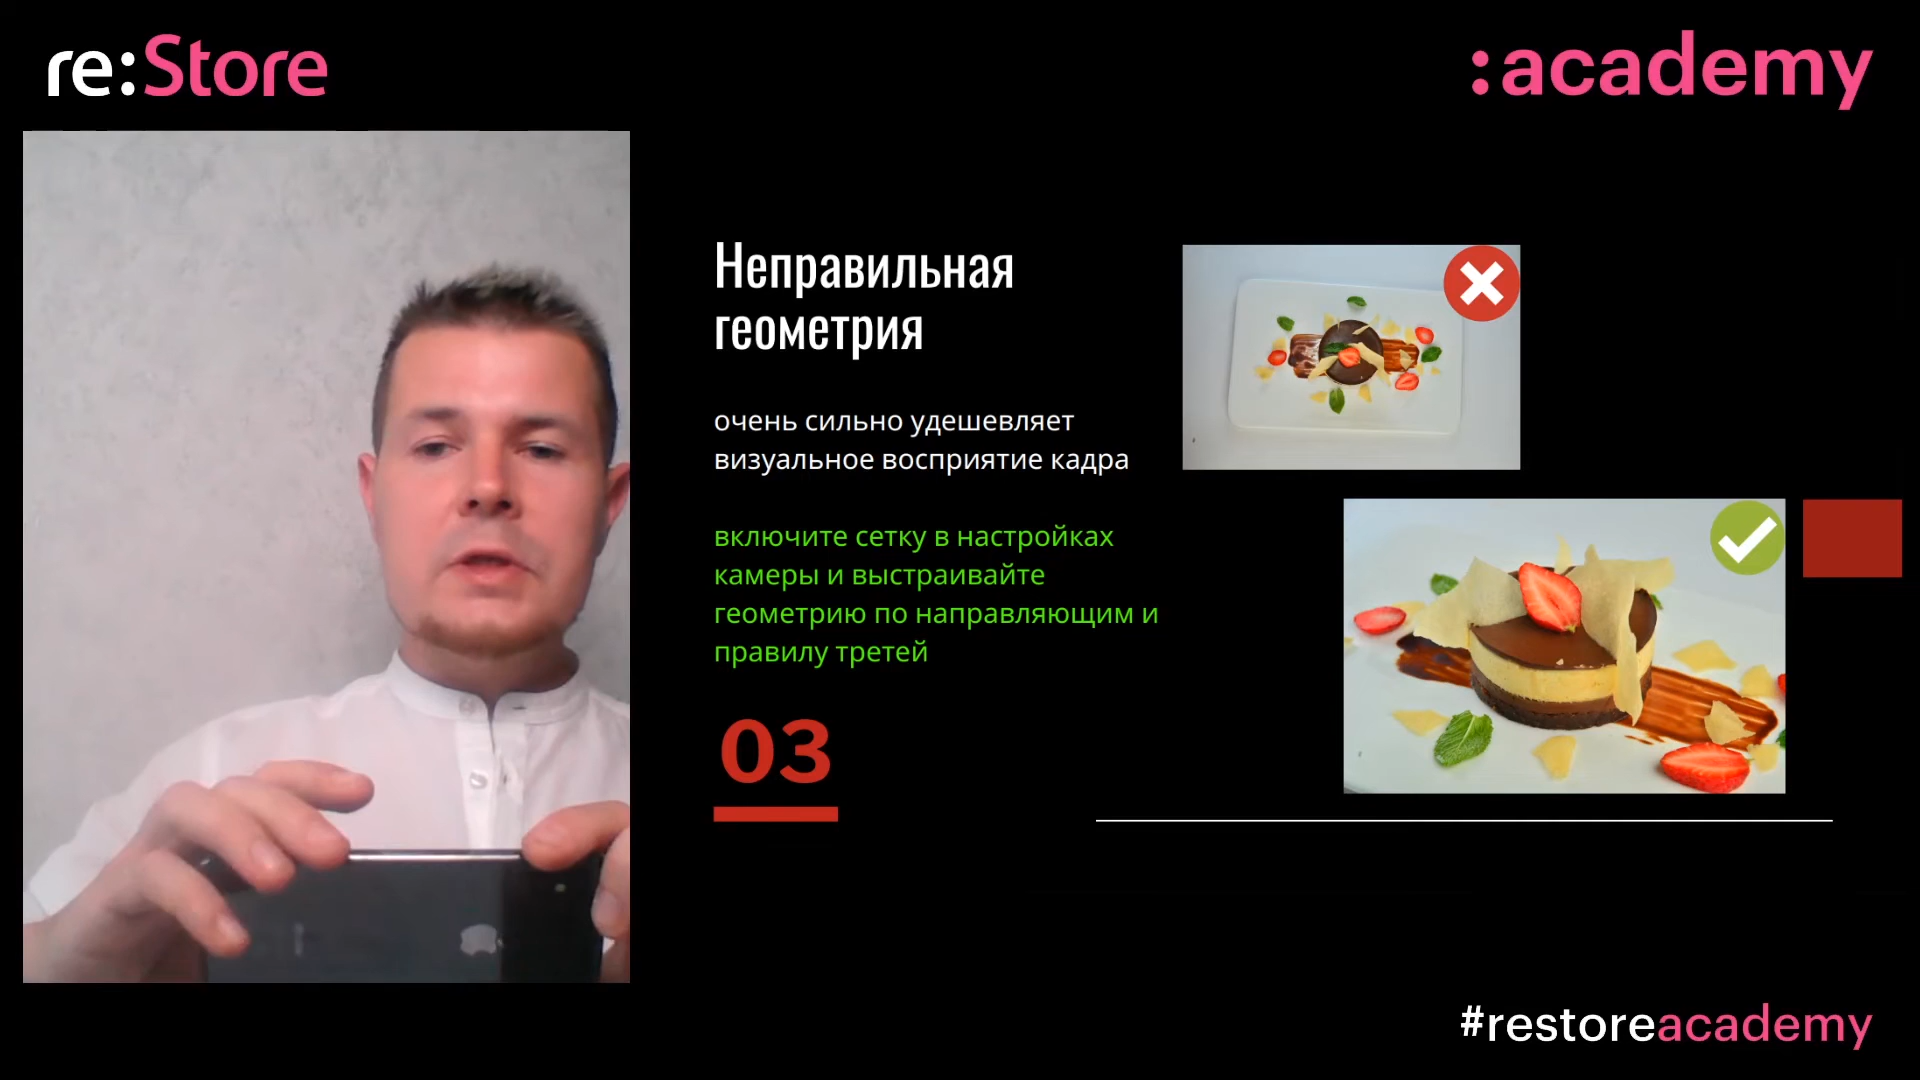 re:Store
:academy
Неправильная
геометрия
очень сильно удешевляет
визуальное восприятие кадра
включите сетку в настройках
камеры и выстраивайте
геометрию по направляющим и
правилу третей
03
#restoreacademy